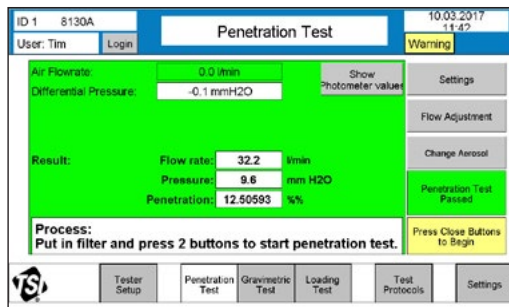 ID 1 8130A
Penetration Test
10.03.2017
11:42
User: Tim
Login
Warning
Air Flowrate: 0.0 l/min
Differential Pressure: -0.1 mmH2O
Show
Photometer values
Settings
Flow Adjustment
Change Aerosol
Result: Flow rate: 32.2 l/min
Pressure: 9.6 mm H2O
Penetration: 12.50593 %%
Penetration Test
Passed
Process:
Put in filter and press 2 buttons to start penetration test.
Press Close Buttons
to Begin
TSI
Tester
Setup
Penetration
Test
Gravimetric
Test
Loading
Test
Test
Protocols
Settings